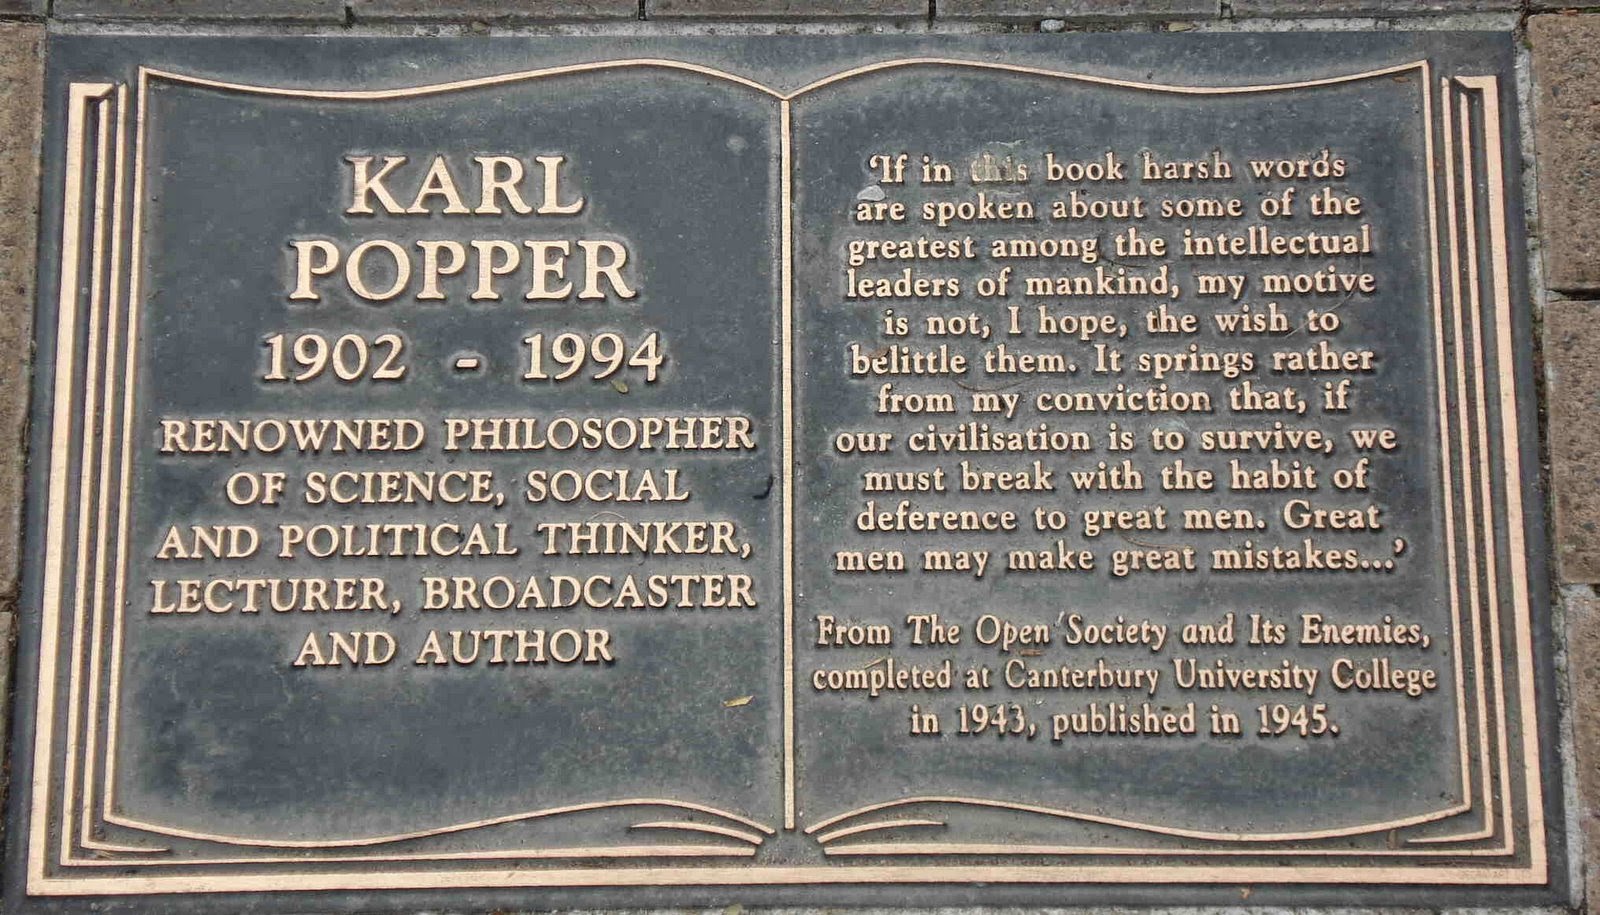 KARL
POPPER
1902 - 1994
RENOWNED PHILOSOPHER
OF SCIENCE, SOCIAL
AND POLITICAL THINKER,
LECTURER, BROADCASTER
AND AUTHOR
'If in this book harsh words
are spoken about some of the
greatest among the intellectual
leaders of mankind, my motive
is not, I hope, the wish to
belittle them. It springs rather
from my conviction that, if
our civilisation is to survive, we
must break with the habit of
deference to great men. Great
men may make great mistakes...'
From The Open Society and Its Enemies,
completed at Canterbury University College
in 1943, published in 1945.